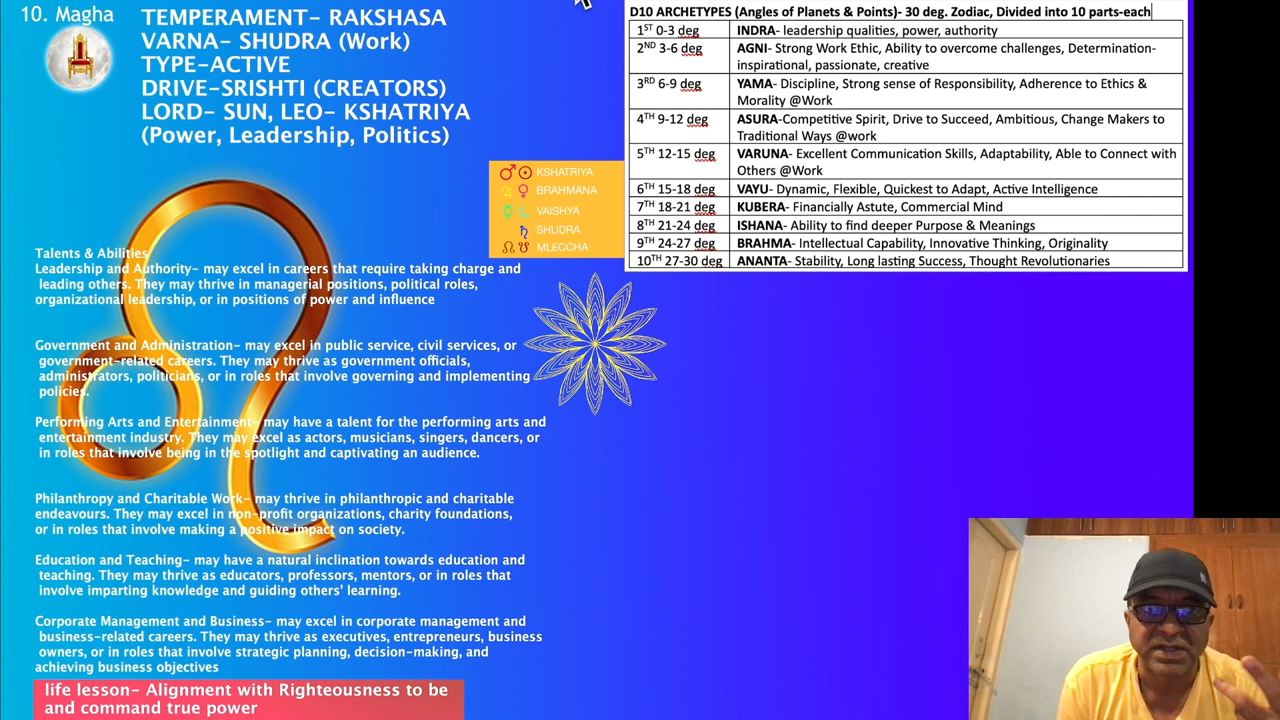 10. Magha
TEMPERAMENT- RAKSHASA
VARNA- SHUDRA (Work)
TYPE-ACTIVE
DRIVE-SRISHTI (CREATORS)
LORD- SUN, LEO- KSHATRIYA
(Power, Leadership, Politics)
KSHATRIYA
BRAHMANA
VAISHYA
SHUDRA
MLECCHA
D10 ARCHETYPES (Angles of Planets & Points)- 30 deg. Zodiac, Divided into 10 parts-each
1ST 0-3 deg INDRA- leadership qualities, power, authority
2ND 3-6 deg AGNI- Strong Work Ethic, Ability to overcome challenges, Determination-
inspirational, passionate, creative
3RD 6-9 deg YAMA- Discipline, Strong sense of Responsibility, Adherence to Ethics &
Morality @Work
4TH 9-12 deg ASURA-Competitive Spirit, Drive to Succeed, Ambitious, Change Makers to
Traditional Ways @work
5TH 12-15 deg VARUNA- Excellent Communication Skills, Adaptability, Able to Connect with
Others @Work
6TH 15-18 deg VAYU- Dynamic, Flexible, Quickest to Adapt, Active Intelligence
7TH 18-21 deg KUBERA- Financially Astute, Commercial Mind
8TH 21-24 deg ISHANA- Ability to find deeper Purpose & Meanings
9TH 24-27 deg BRAHMA- Intellectual Capability, Innovative Thinking, Originality
10TH 27-30 deg ANANTA- Stability, Long lasting Success, Thought Revolutionaries
Talents & Abilities
Leadership and Authority- may excel in careers that require taking charge and
leading others. They may thrive in managerial positions, political roles,
organizational leadership, or in positions of power and influence
Government and Administration- may excel in public service, civil services, or
government-related careers. They may thrive as government officials,
administrators, politicians, or in roles that involve governing and implementing
policies.
Performing Arts and Entertainment- may have a talent for the performing arts and
entertainment industry. They may excel as actors, musicians, singers, dancers, or
in roles that involve being in the spotlight and captivating an audience.
Philanthropy and Charitable Work- may thrive in philanthropic and charitable
endeavours. They may excel in non-profit organizations, charity foundations,
or in roles that involve making a positive impact on society.
Education and Teaching- may have a natural inclination towards education and
teaching. They may thrive as educators, professors, mentors, or in roles that
involve imparting knowledge and guiding others' learning.
Corporate Management and Business- may excel in corporate management and
business-related careers. They may thrive as executives, entrepreneurs, business
owners, or in roles that involve strategic planning, decision-making, and
achieving business objectives
life lesson- Alignment with Righteousness to be
and command true power